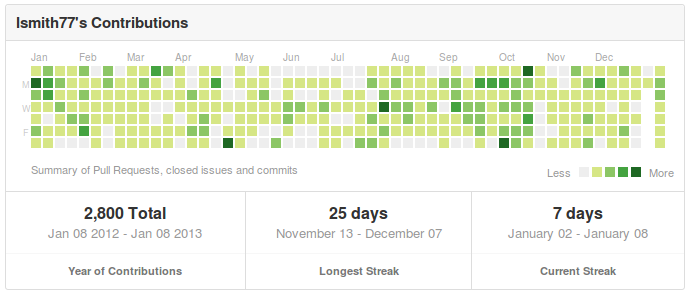 lsmith77's Contributions
Jan Feb Mar Apr May Jun Jul Aug Sep Oct Nov Dec
M
W
F
Summary of Pull Requests, closed issues and commits
Less More
2,800 Total 25 days 7 days
Jan 08 2012 - Jan 08 2013 November 13 - December 07 January 02 - January 08
Year of Contributions Longest Streak Current Streak